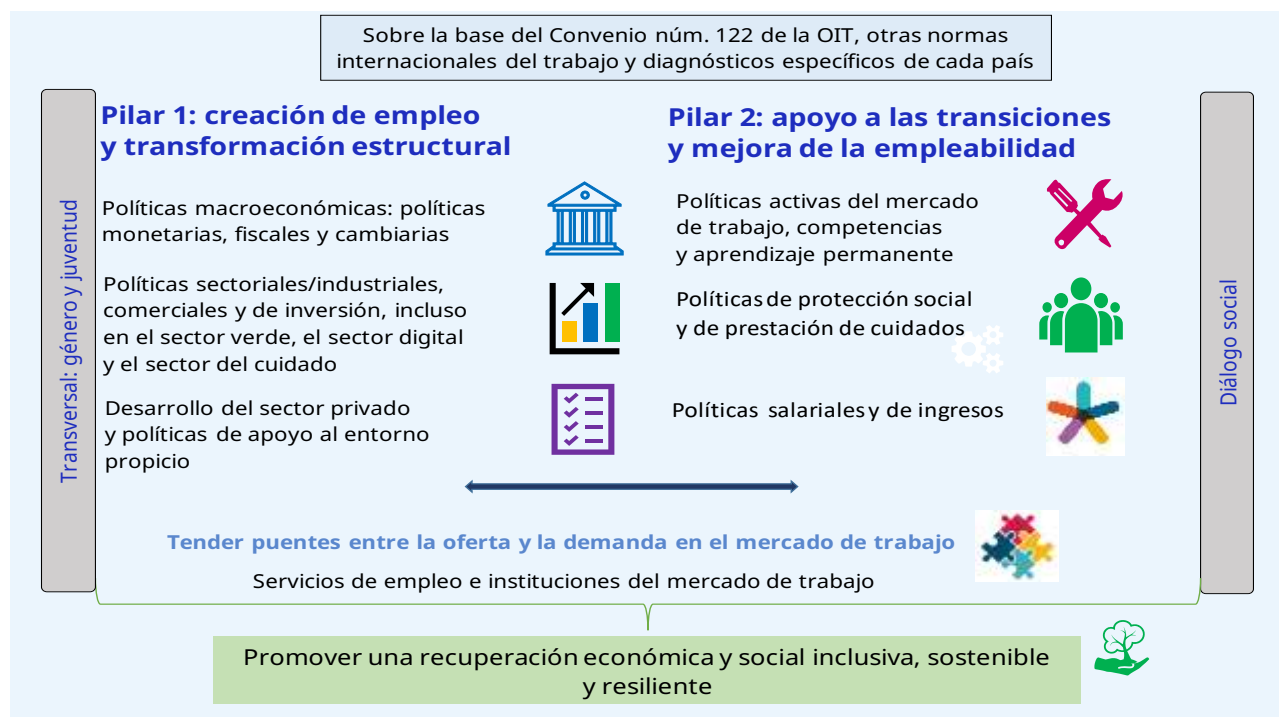 Sobre la base del Convenio núm. 122 de la OIT, otras normas
internacionales del trabajo y diagnósticos específicos de cada país
Transversal: género y juventud
Pilar 1: creación de empleo
y transformación estructural
Políticas macroeconómicas: políticas
monetarias, fiscales y cambiarias
Políticas sectoriales/industriales,
comerciales y de inversión, incluso
en el sector verde, el sector digital
y el sector del cuidado
Desarrollo del sector privado
y políticas de apoyo al entorno
propicio
Pilar 2: apoyo a las transiciones
y mejora de la empleabilidad
Políticas activas del mercado
de trabajo, competencias
y aprendizaje permanente
Políticas de protección social
y de prestación de cuidados
Políticas salariales y de ingresos
Diálogo social
Tender puentes entre la oferta y la demanda en el mercado de trabajo
Servicios de empleo e instituciones del mercado de trabajo
Promover una recuperación económica y social inclusiva, sostenible
y resiliente